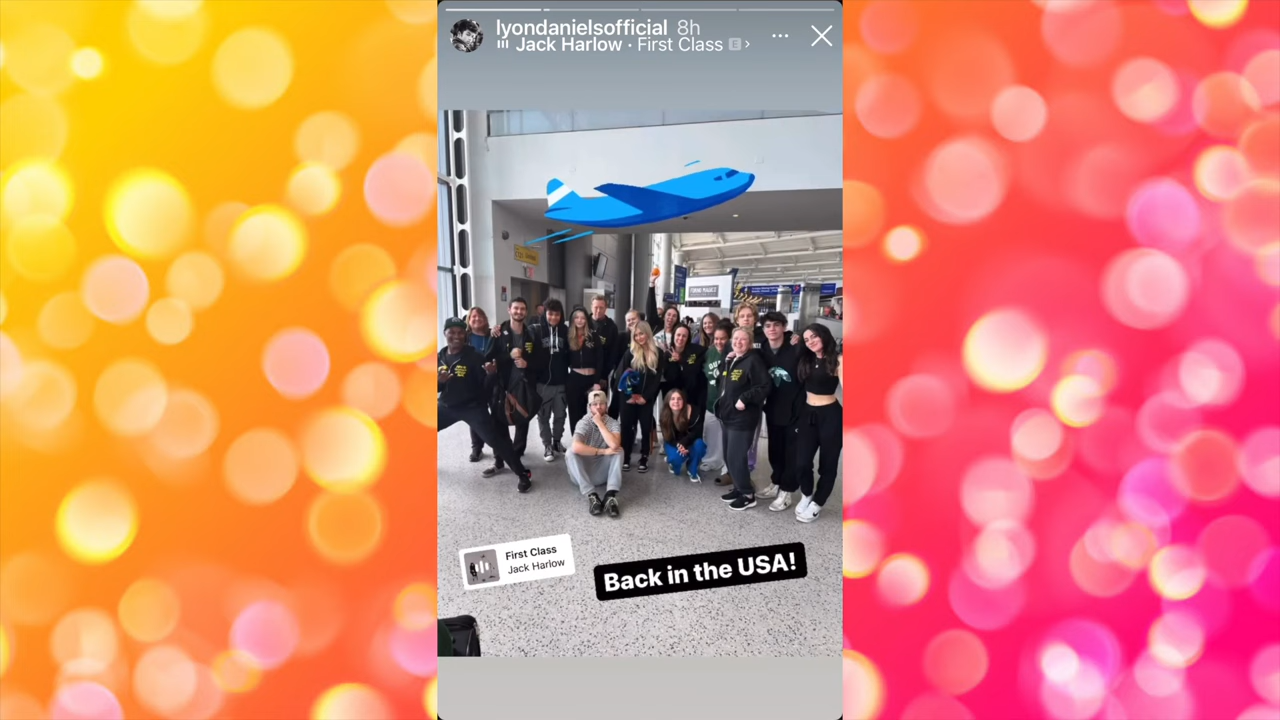 lyondanielsofficial 8h
Jack Harlow · First Class E
First Class
Jack Harlow
Back in the USA!